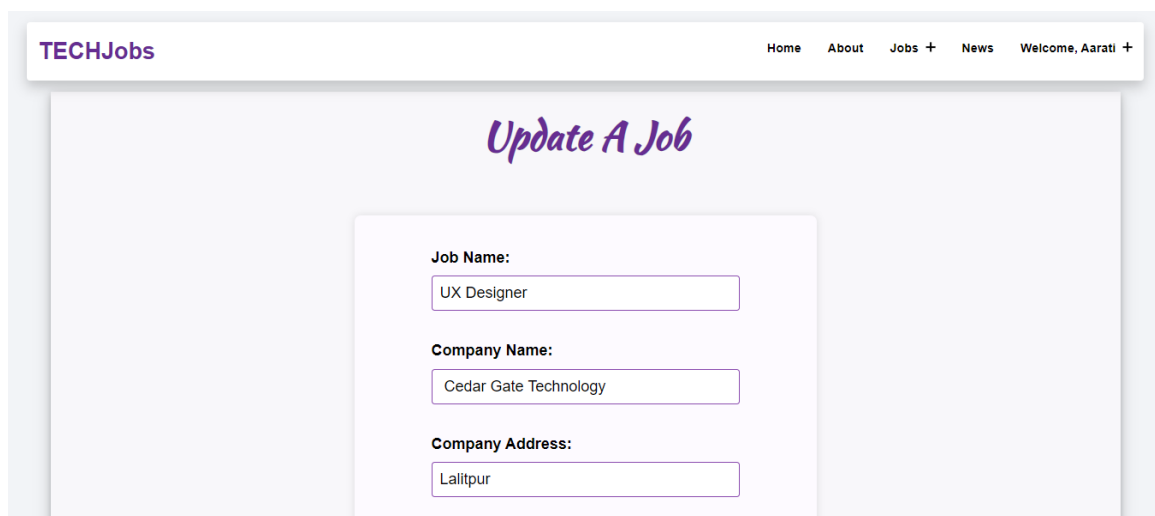 TECHJobs
Home About Jobs + News Welcome, Aarati +
Update A Job
Job Name:
UX Designer
Company Name:
Cedar Gate Technology
Company Address:
Lalitpur